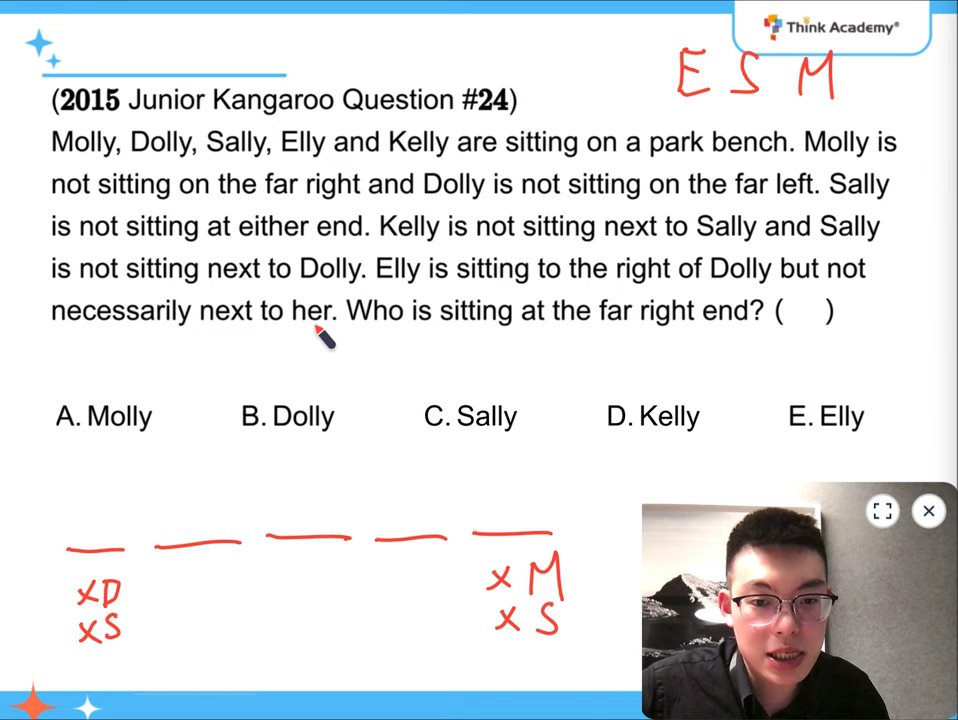 Think Academy®
E S M
(2015 Junior Kangaroo Question #24)
Molly, Dolly, Sally, Elly and Kelly are sitting on a park bench. Molly is
not sitting on the far right and Dolly is not sitting on the far left. Sally
is not sitting at either end. Kelly is not sitting next to Sally and Sally
is not sitting next to Dolly. Elly is sitting to the right of Dolly but not
necessarily next to her. Who is sitting at the far right end? ( )
A. Molly B. Dolly C. Sally D. Kelly E. Elly
xD x M
xS x S